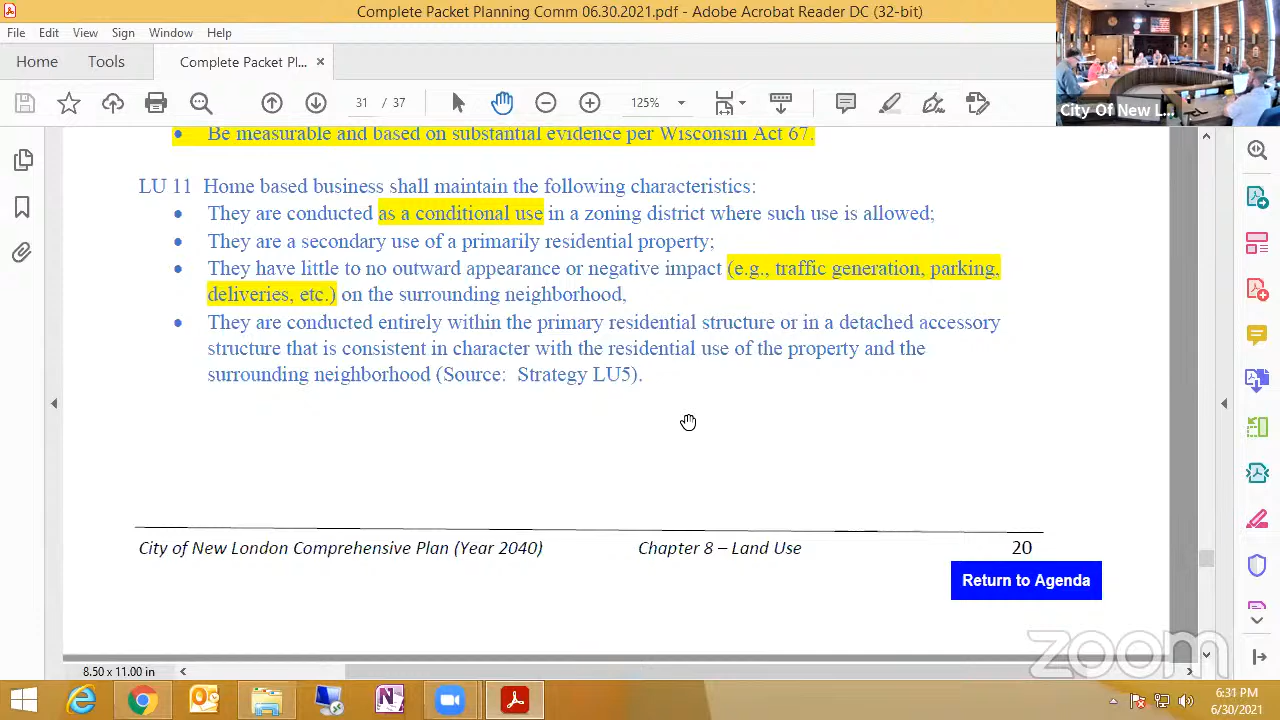 Complete Packet Planning Comm 06.30.2021.pdf - Adobe Acrobat Reader DC (32-bit)
File Edit View Sign Window Help
Home Tools Complete Packet Pl... ×
31 / 37 125%
City Of New L...
• Be measurable and based on substantial evidence per Wisconsin Act 67.
LU 11 Home based business shall maintain the following characteristics:
• They are conducted as a conditional use in a zoning district where such use is allowed;
• They are a secondary use of a primarily residential property;
• They have little to no outward appearance or negative impact (e.g., traffic generation, parking,
deliveries, etc.) on the surrounding neighborhood,
• They are conducted entirely within the primary residential structure or in a detached accessory
structure that is consistent in character with the residential use of the property and the
surrounding neighborhood (Source: Strategy LU5).
City of New London Comprehensive Plan (Year 2040) Chapter 8 – Land Use 20
Return to Agenda
zoom
8.50 x 11.00 in
6:31 PM
6/30/2021